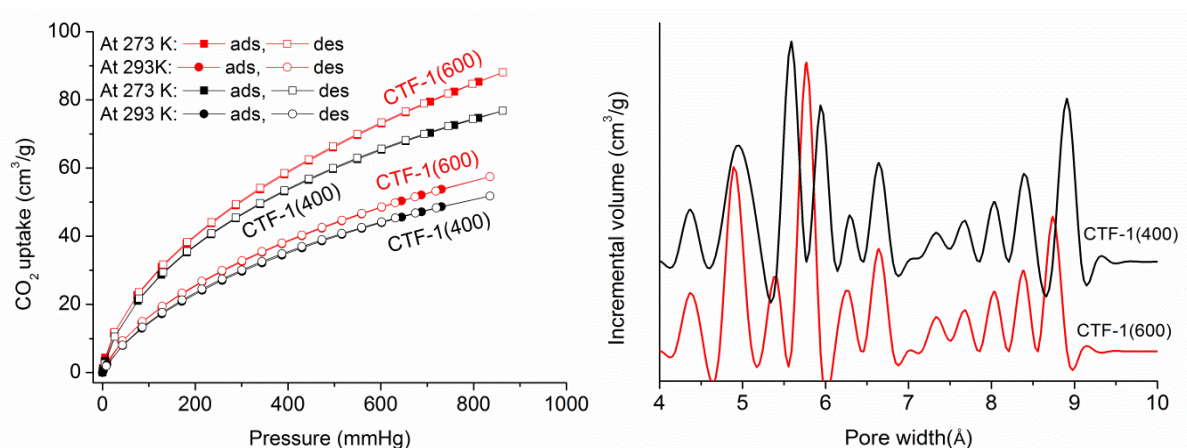 100
80
60
40
20
0
CO₂ uptake (cm³/g)
At 273 K: ads, des
At 293K: ads, des
At 273 K: ads, des
At 293 K: ads, des
CTF-1(600)
CTF-1(400)
CTF-1(600)
CTF-1(400)
0 200 400 600 800 1000
Pressure (mmHg)
Incremental volume (cm³/g)
CTF-1(400)
CTF-1(600)
4 5 6 7 8 9 10
Pore width(Å)